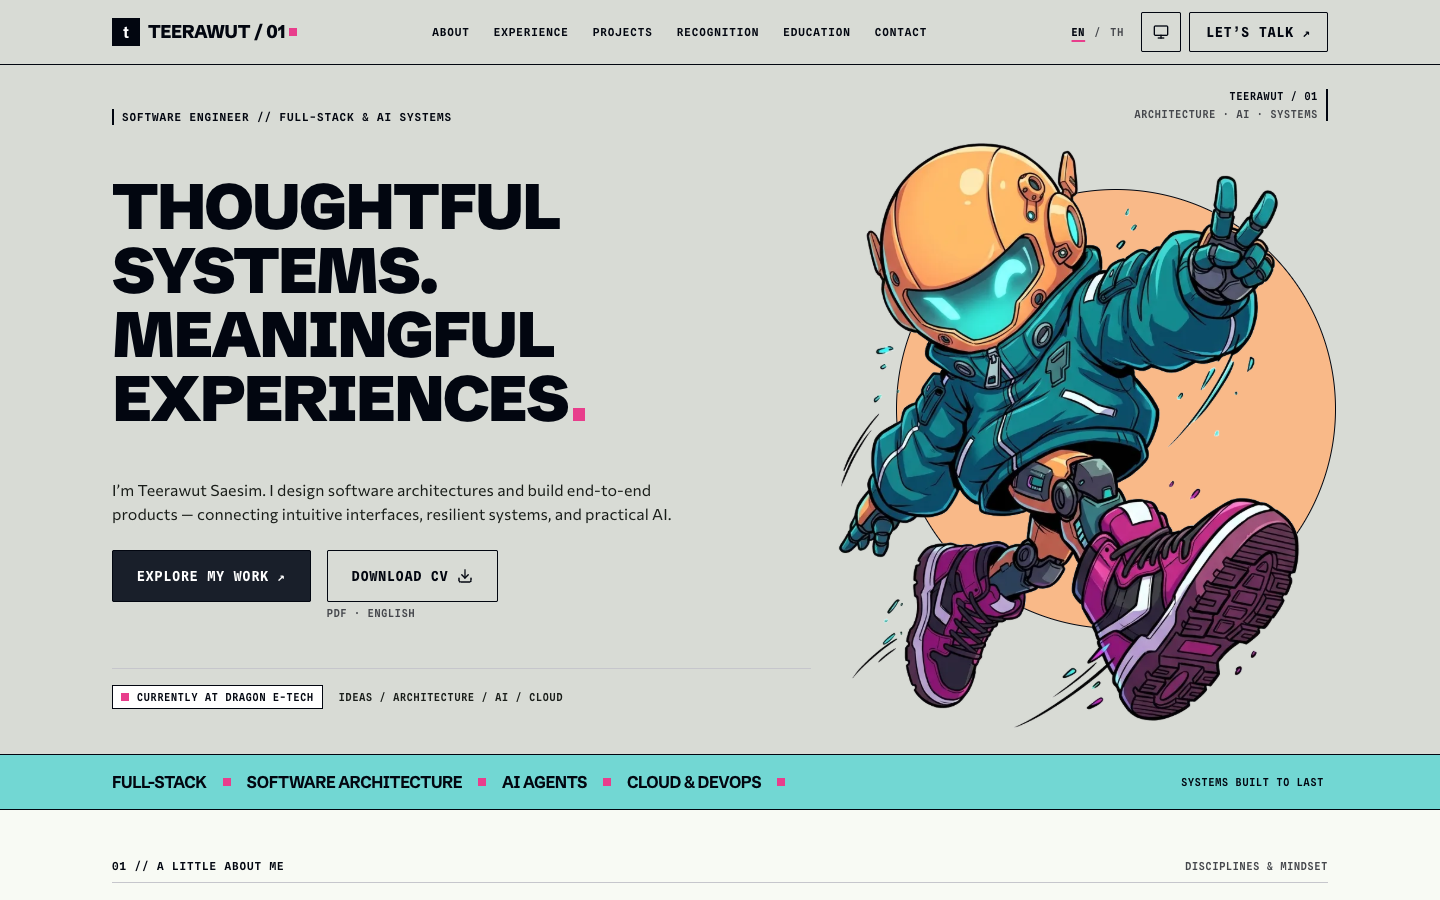 t TEERAWUT / 01
ABOUT EXPERIENCE PROJECTS RECOGNITION EDUCATION CONTACT
EN / TH
LET’S TALK ↗
SOFTWARE ENGINEER // FULL-STACK & AI SYSTEMS
TEERAWUT / 01
ARCHITECTURE · AI · SYSTEMS
THOUGHTFUL
SYSTEMS.
MEANINGFUL
EXPERIENCES.
I’m Teerawut Saesim. I design software architectures and build end-to-end
products — connecting intuitive interfaces, resilient systems, and practical AI.
EXPLORE MY WORK ↗
DOWNLOAD CV
PDF · ENGLISH
CURRENTLY AT DRAGON E-TECH
IDEAS / ARCHITECTURE / AI / CLOUD
FULL-STACK SOFTWARE ARCHITECTURE AI AGENTS CLOUD & DEVOPS
SYSTEMS BUILT TO LAST
01 // A LITTLE ABOUT ME
DISCIPLINES & MINDSET